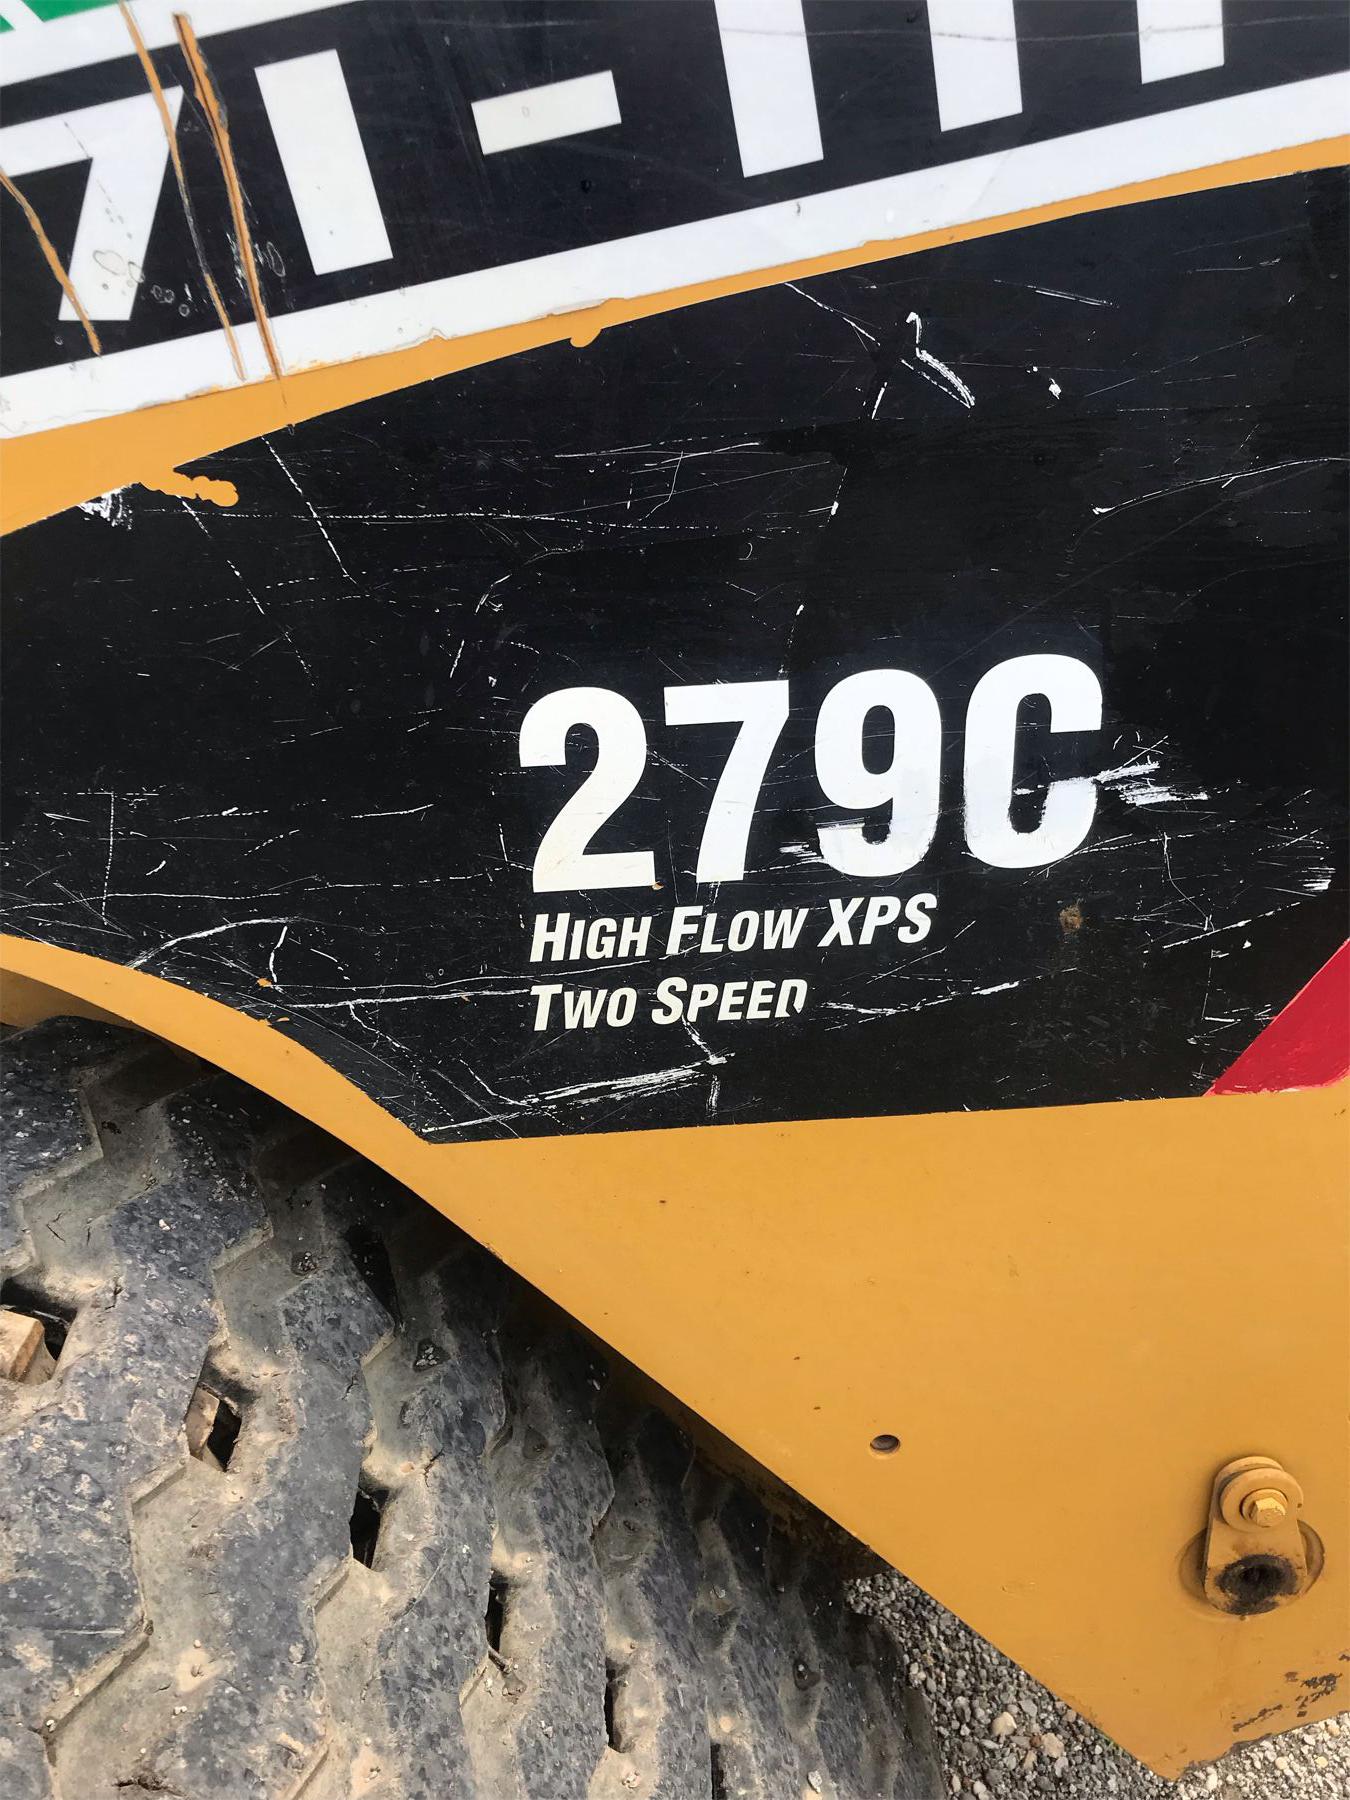 279C
HIGH FLOW XPS
TWO SPEED